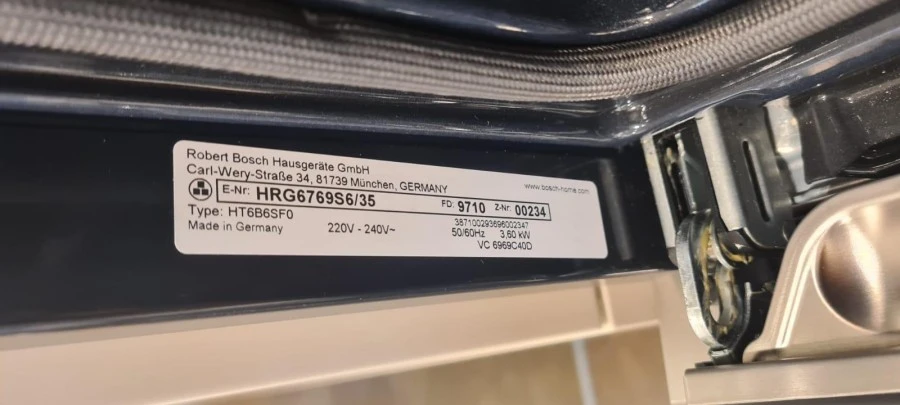 Robert Bosch Hausgeräte GmbH
Carl-Wery-Straße 34, 81739 München, GERMANY
www.bosch-home.com
E-Nr: HRG6769S6/35 FD: 9710 Z-Nr: 00234
Type: HT6B6SF0
387100293696002347
Made in Germany 220V - 240V~ 50/60Hz 3,60 kW
VC 6969C40D